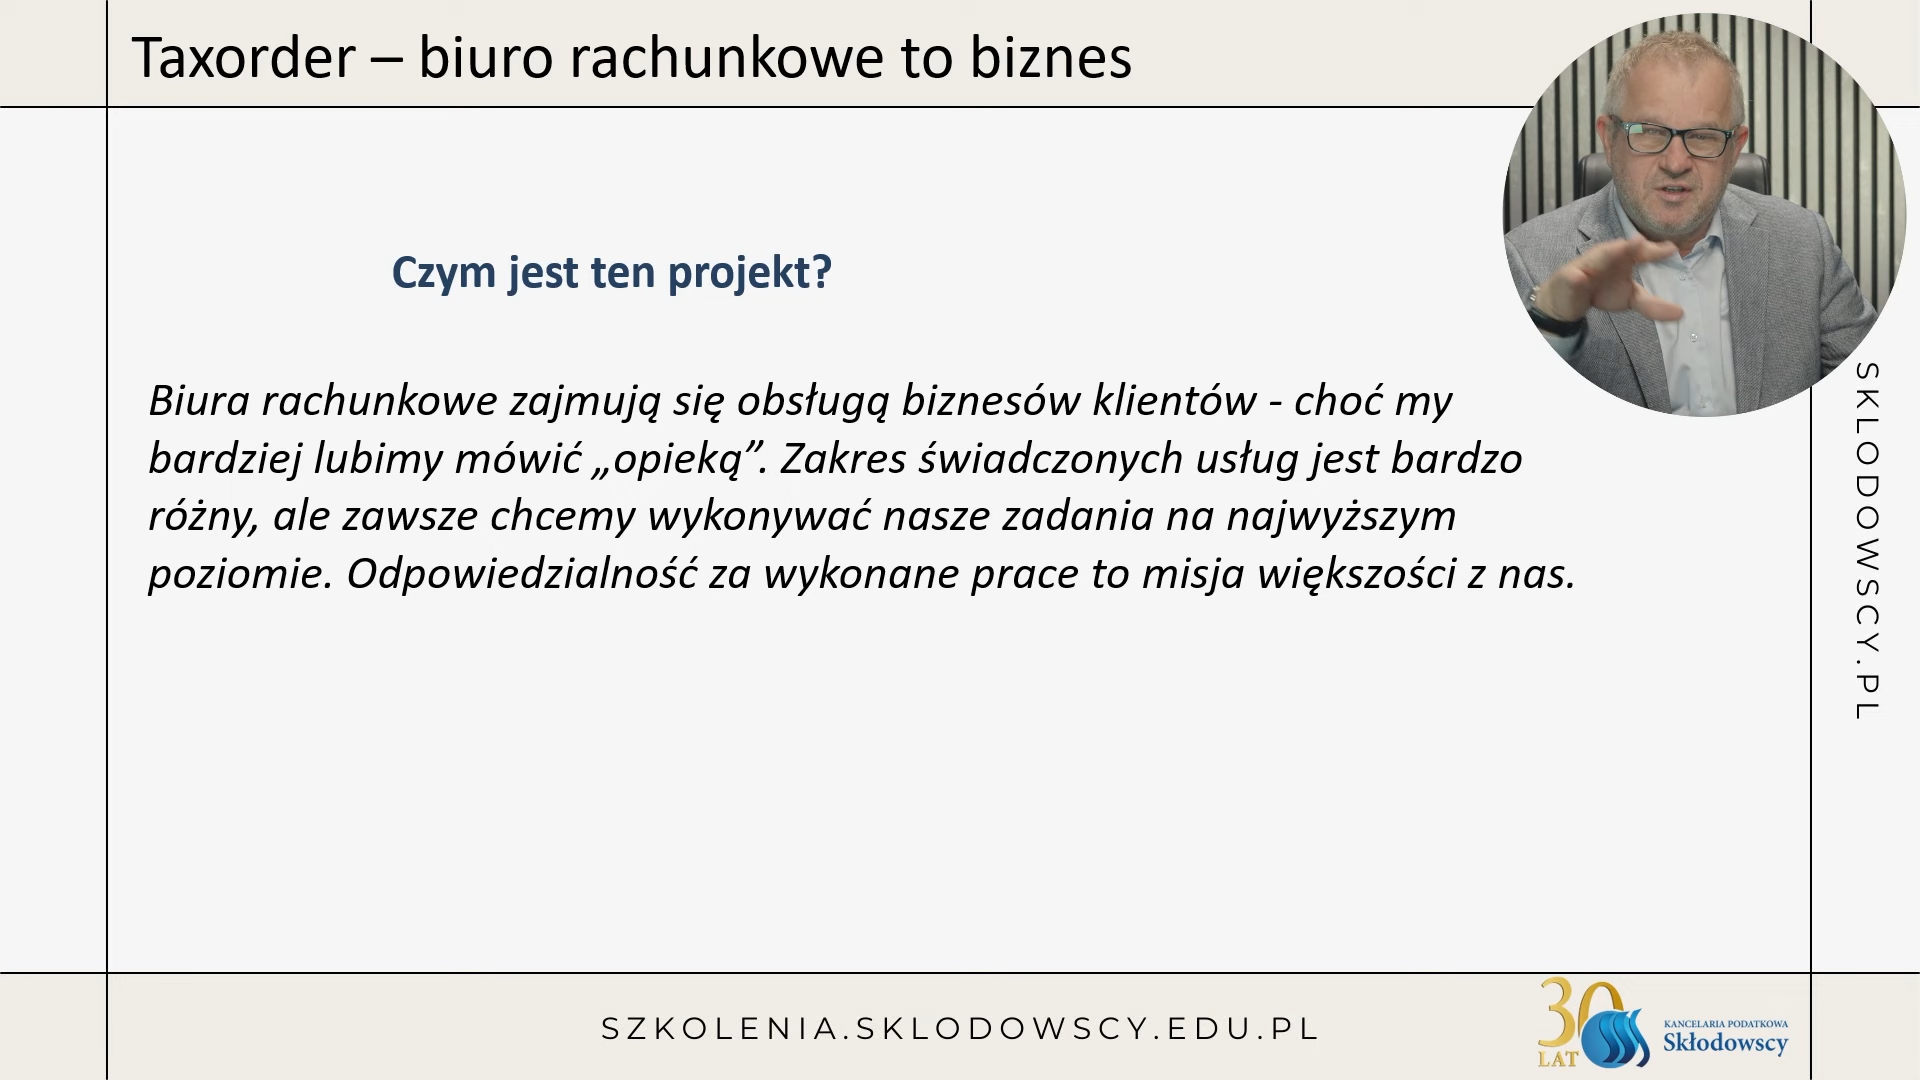 Taxorder – biuro rachunkowe to biznes
Czym jest ten projekt?
Biura rachunkowe zajmują się obsługą biznesów klientów - choć my
bardziej lubimy mówić „opieką”. Zakres świadczonych usług jest bardzo
różny, ale zawsze chcemy wykonywać nasze zadania na najwyższym
poziomie. Odpowiedzialność za wykonane prace to misja większości z nas.
SKLODOWSCY.PL
SZKOLENIA.SKLODOWSCY.EDU.PL
30
LAT
KANCELARIA PODATKOWA
Skłodowscy